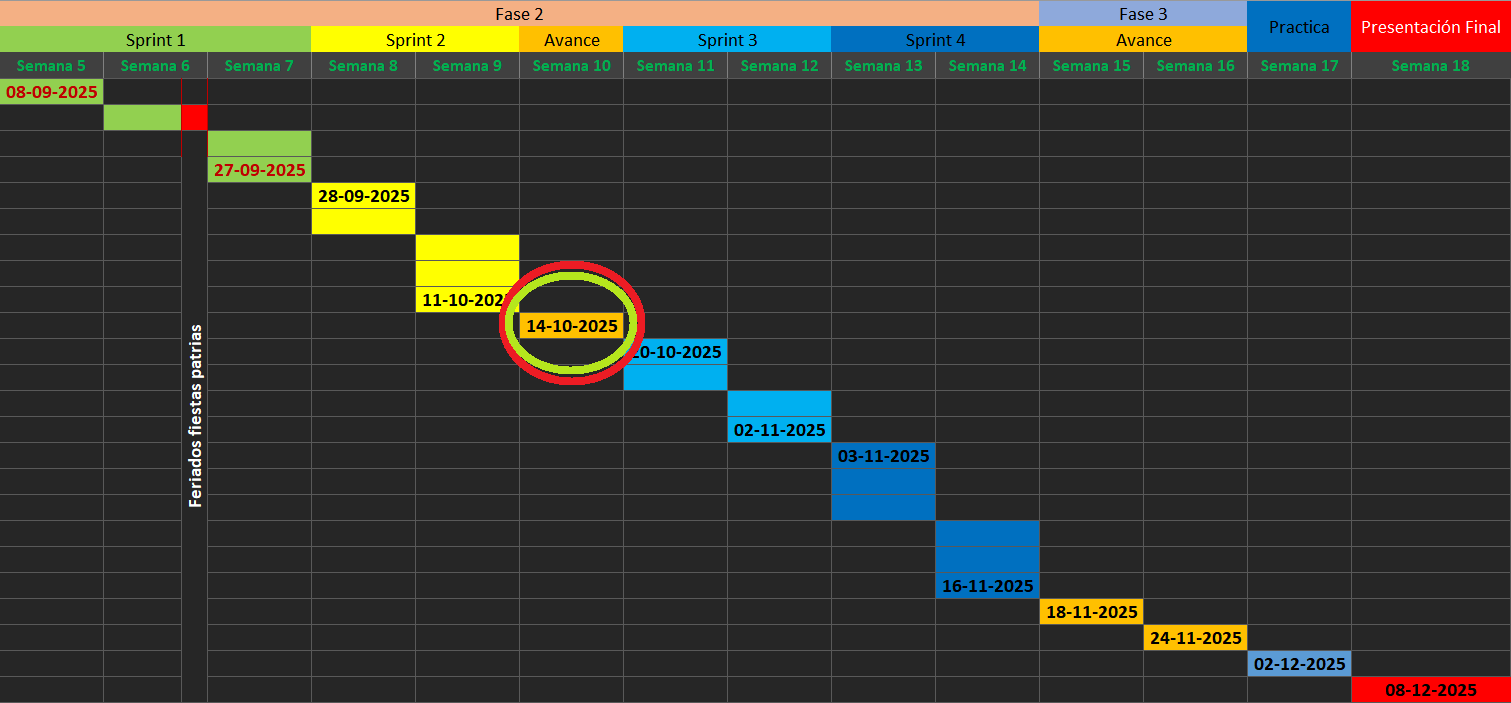 Fase 2
Fase 3
Practica
Presentación Final
Sprint 1
Sprint 2
Avance
Sprint 3
Sprint 4
Avance
Semana 5
Semana 6
Semana 7
Semana 8
Semana 9
Semana 10
Semana 11
Semana 12
Semana 13
Semana 14
Semana 15
Semana 16
Semana 17
Semana 18
08-09-2025
27-09-2025
28-09-2025
14-10-2025
Feriados fiestas patrias
02-11-2025
03-11-2025
16-11-2025
18-11-2025
24-11-2025
02-12-2025
08-12-2025